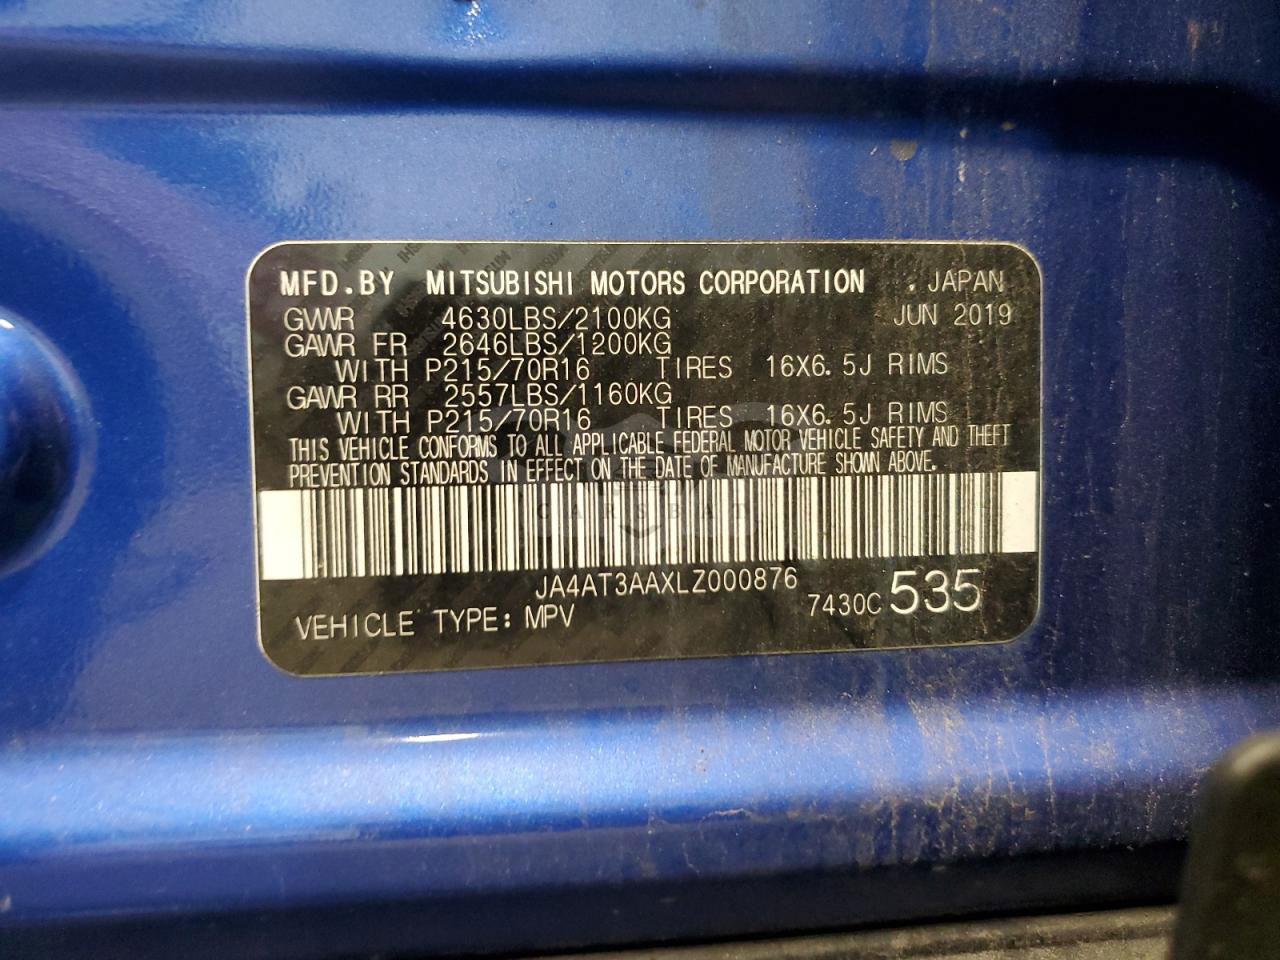 MFD.BY MITSUBISHI MOTORS CORPORATION . JAPAN
GVWR 4630LBS/2100KG JUN 2019
GAWR FR 2646LBS/1200KG
WITH P215/70R16 TIRES 16X6.5J RIMS
GAWR RR 2557LBS/1160KG
WITH P215/70R16 TIRES 16X6.5J RIMS
THIS VEHICLE CONFORMS TO ALL APPLICABLE FEDERAL MOTOR VEHICLE SAFETY AND THEFT
PREVENTION STANDARDS IN EFFECT ON THE DATE OF MANUFACTURE SHOWN ABOVE.
CARSBAT
JA4AT3AAXLZ000876
VEHICLE TYPE: MPV 7430C 535